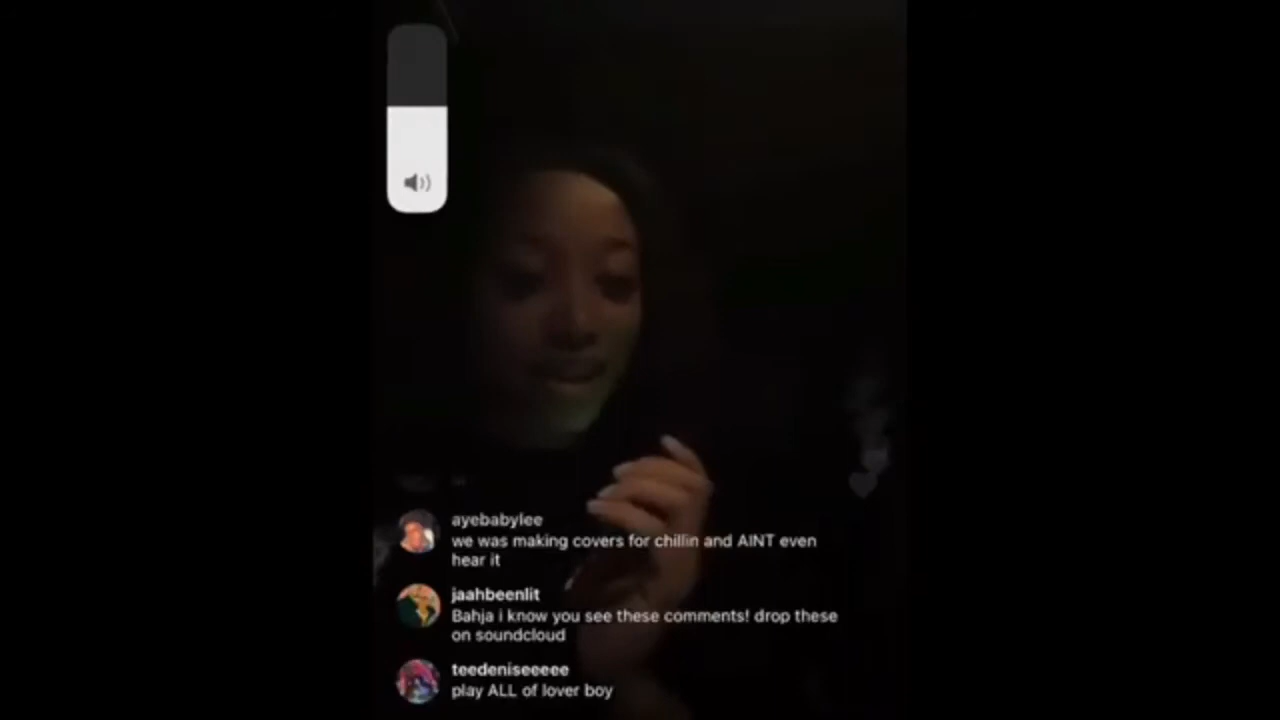 ayebabylee
we was making covers for chillin and AINT even
hear it
jaahbeenlit
Bahja i know you see these comments! drop these
on soundcloud
teedeniseeeee
play ALL of lover boy